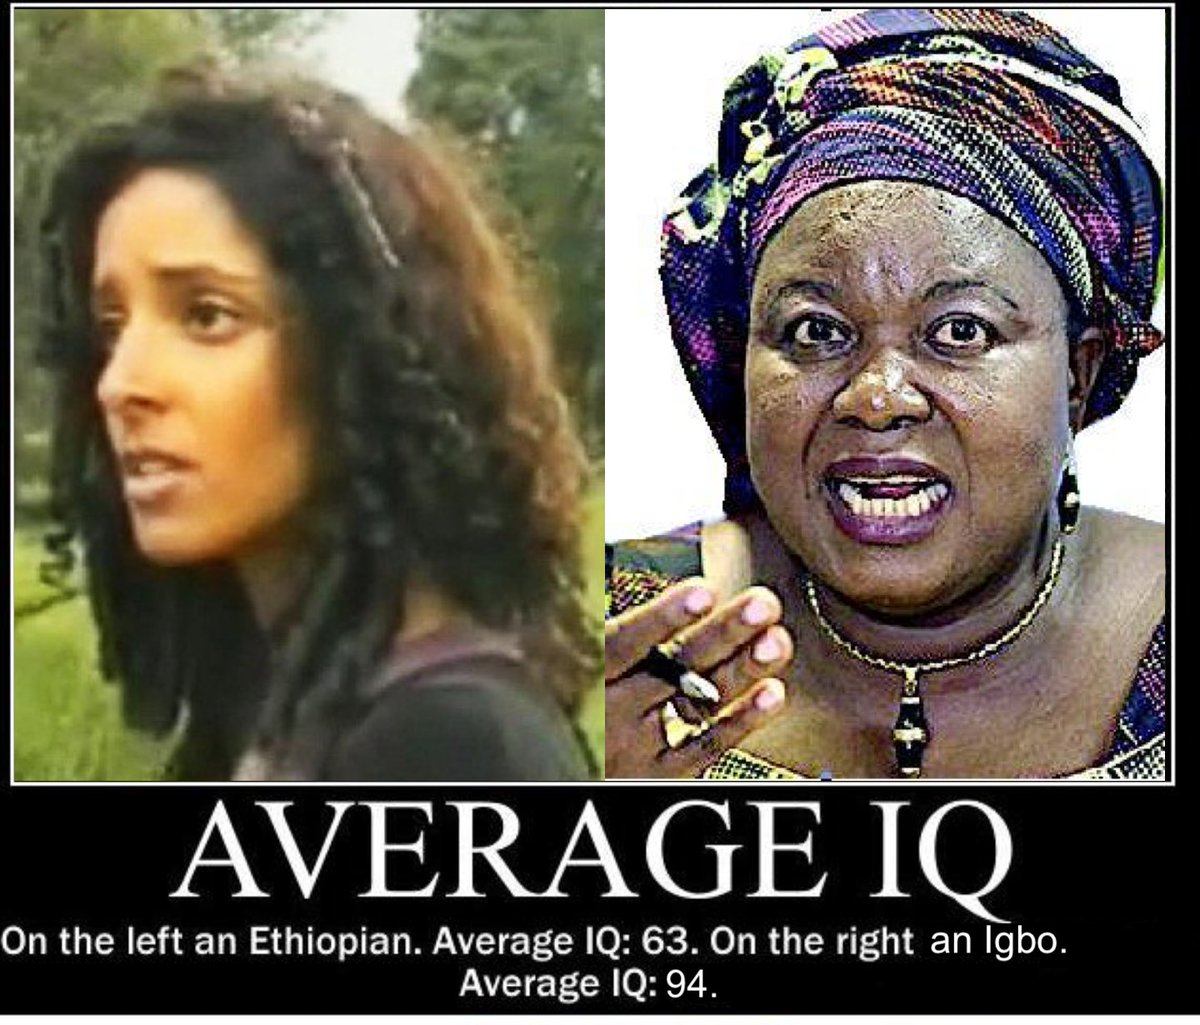 AVERAGE IQ
On the left an Ethiopian. Average IQ: 63. On the right an Igbo.
Average IQ: 94.